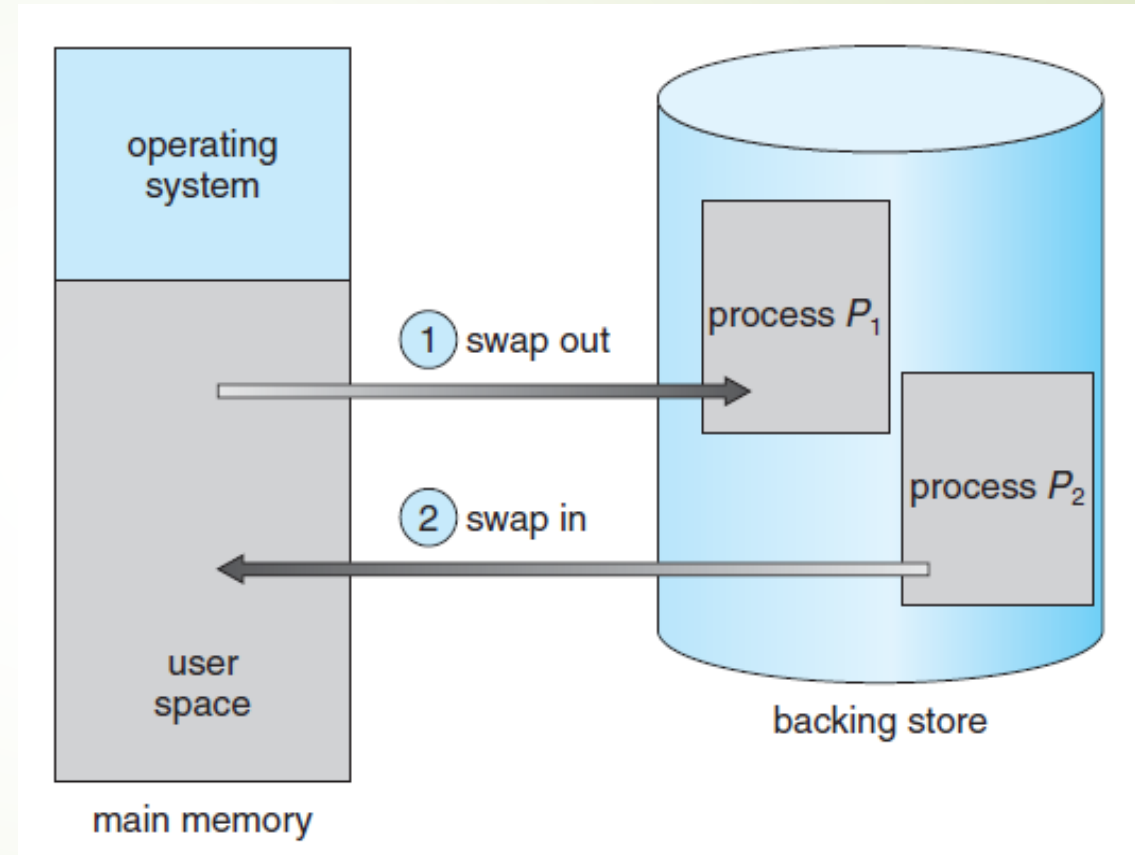 operating
system
1 swap out
process P₁
2 swap in
process P₂
user
space
backing store
main memory